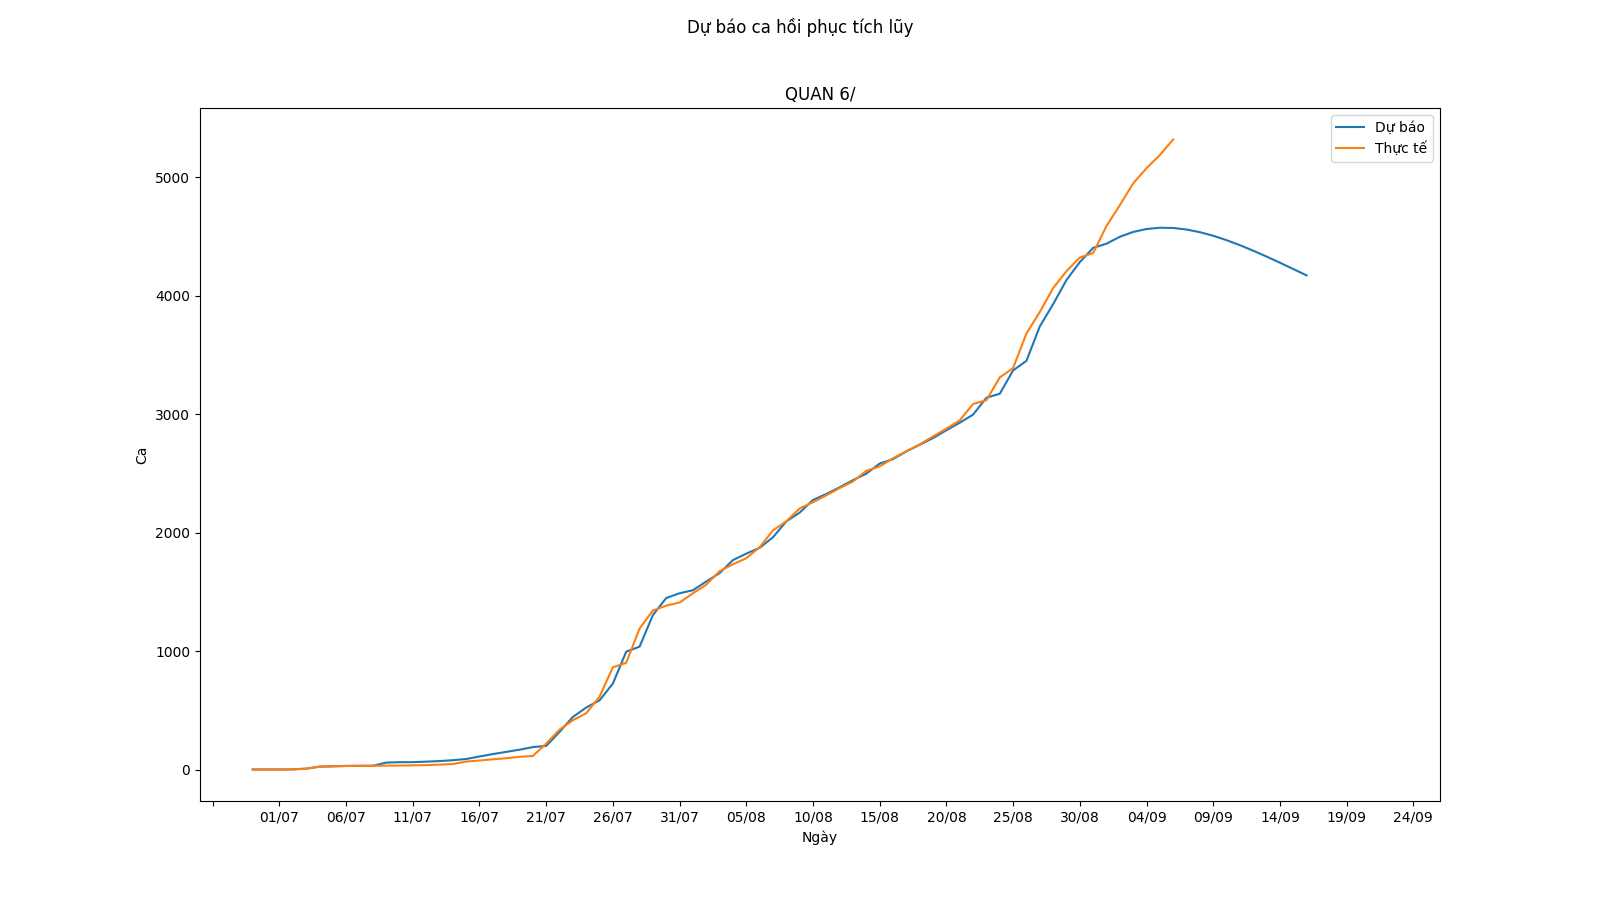 Dự báo ca hồi phục tích lũy
QUAN 6/
Dự báo
Thực tế
5000
4000
3000
2000
1000
0
Ca
01/07 06/07 11/07 16/07 21/07 26/07 31/07 05/08 10/08 15/08 20/08 25/08 30/08 04/09 09/09 14/09 19/09 24/09
Ngày